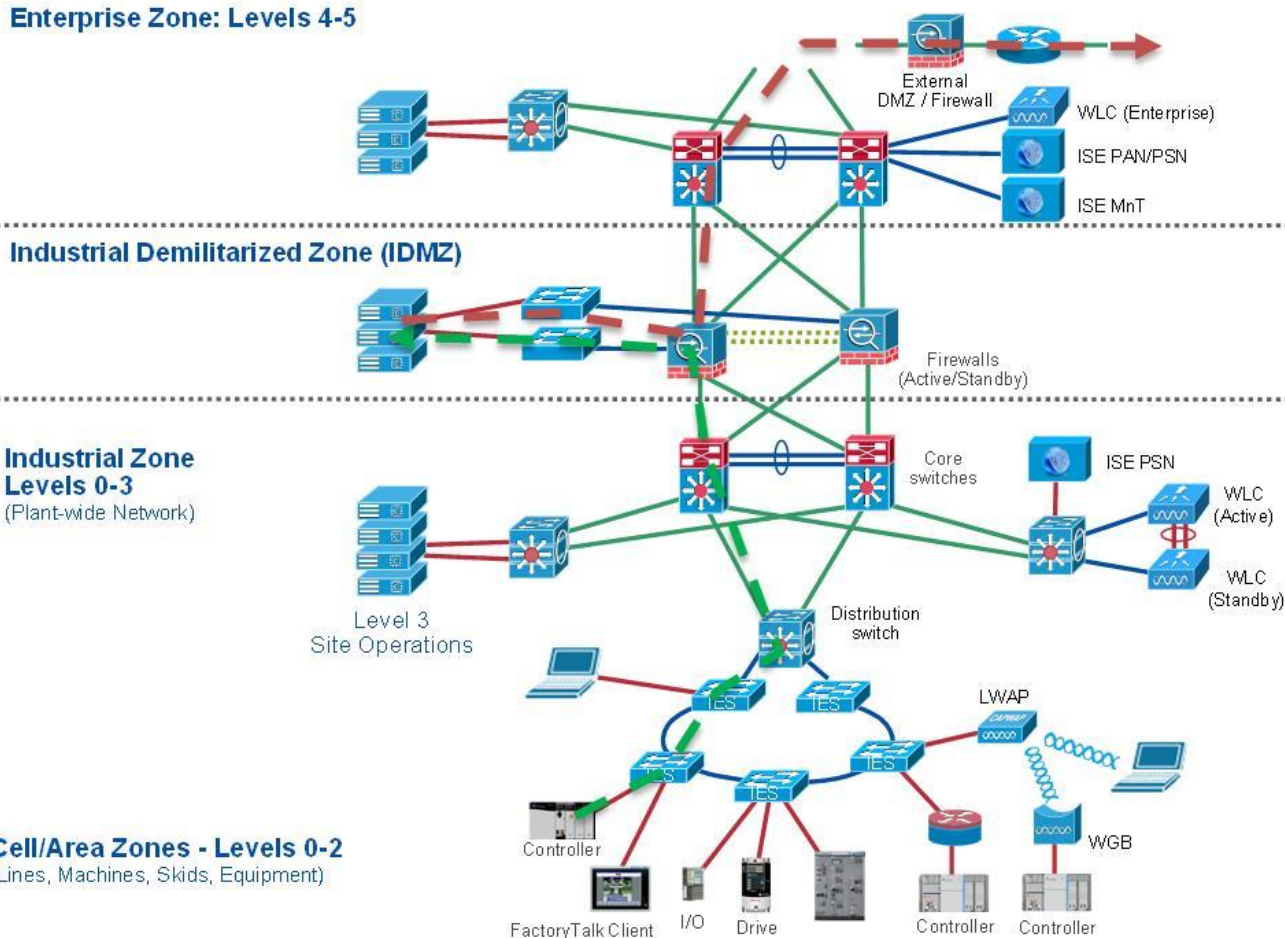 Enterprise Zone: Levels 4-5
External
DMZ / Firewall
WLC (Enterprise)
ISE PAN/PSN
ISE MnT
Industrial Demilitarized Zone (IDMZ)
Firewalls
(Active/Standby)
Industrial Zone
Levels 0-3
(Plant-wide Network)
Core
switches
ISE PSN
WLC
(Active)
WLC
(Standby)
Level 3
Site Operations
Distribution
switch
IES
IES
LWAP
CAPWAP
IES
IES
IES
Controller
WGB
Cell/Area Zones - Levels 0-2
Lines, Machines, Skids, Equipment)
FactoryTalk Client
I/O
Drive
Controller
Controller